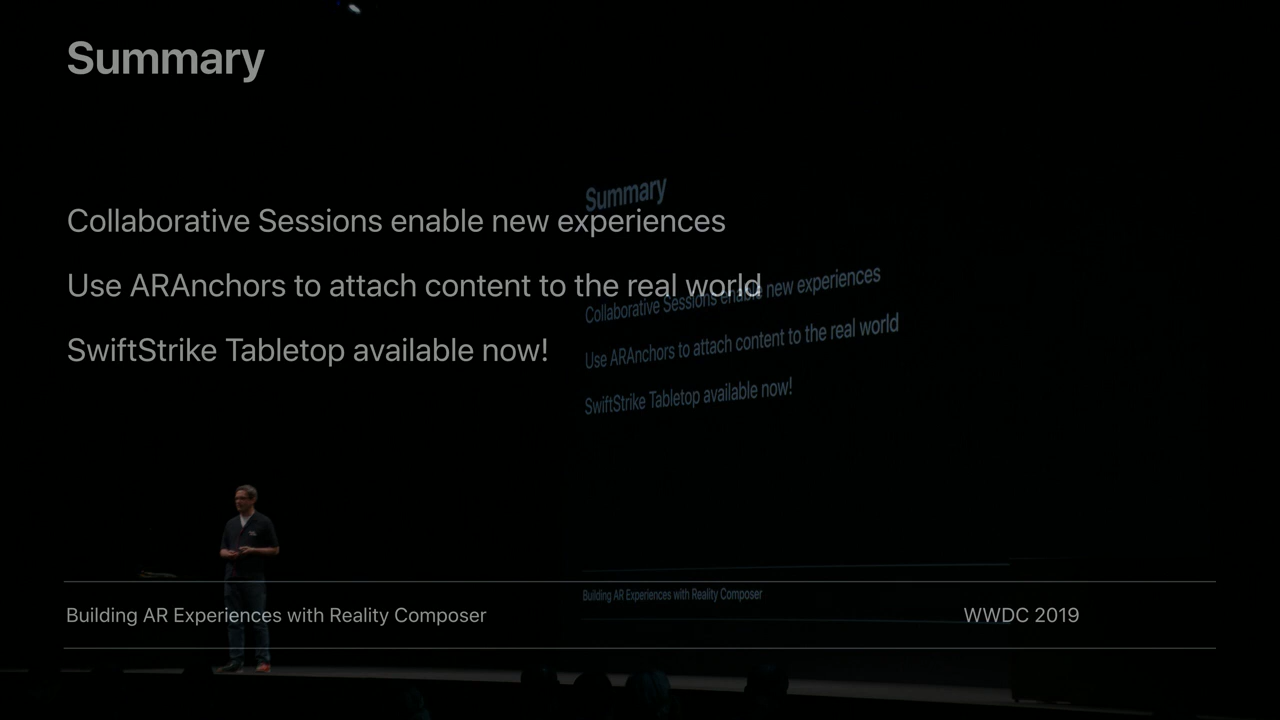 Summary
Collaborative Sessions enable new experiences
Use ARAnchors to attach content to the real world
SwiftStrike Tabletop available now!
Summary
Collaborative Sessions enable new experiences
Use ARAnchors to attach content to the real world
SwiftStrike Tabletop available now!
Building AR Experiences with Reality Composer
Building AR Experiences with Reality Composer
WWDC 2019